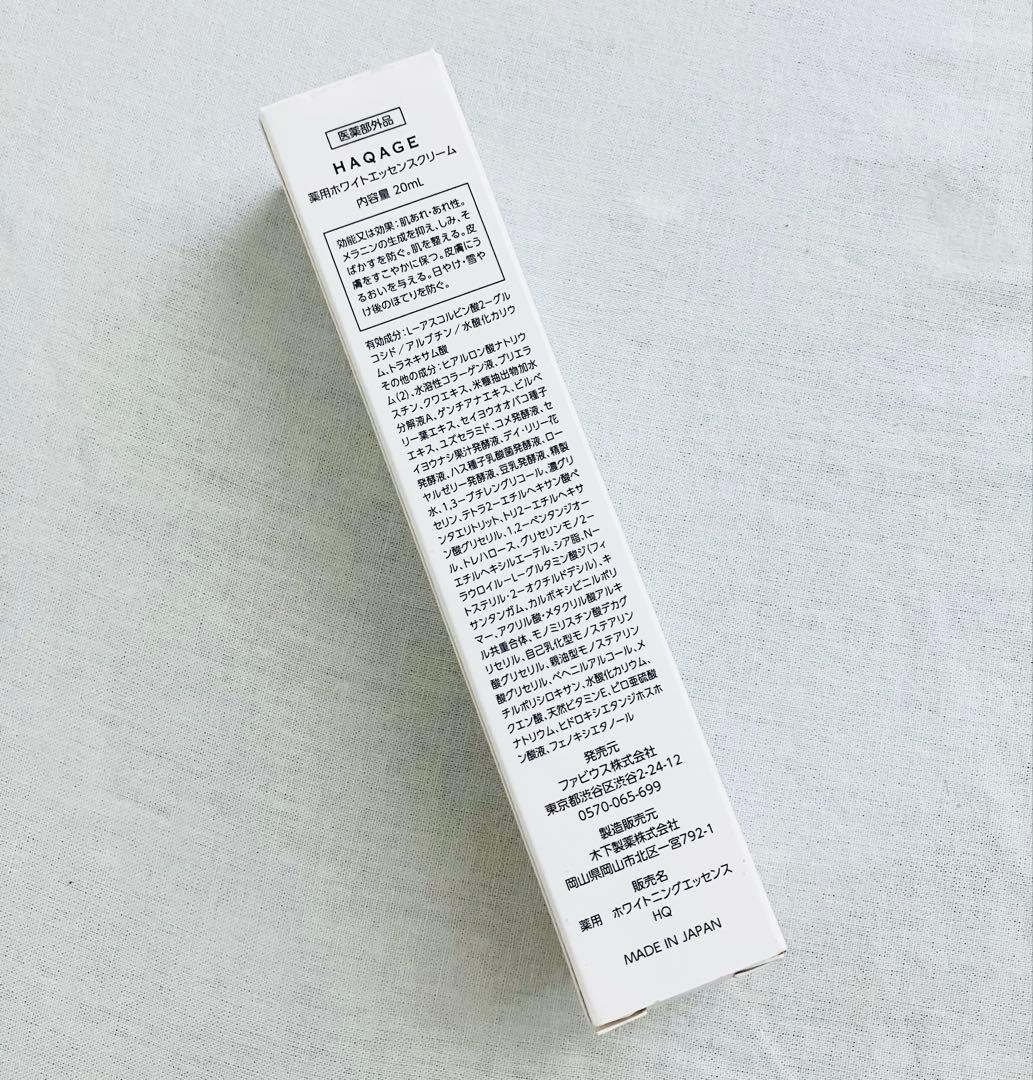 医薬部外品
HAQAGE
薬用ホワイトエッセンスクリーム
内容量 20mL
効能又は効果：肌あれ・あれ性。
メラニンの生成を抑え、しみ、そ
ばかすを防ぐ。肌を整える。皮
膚をすこやかに保つ。皮膚にう
るおいを与える。日やけ・雪や
け後のほてりを防ぐ。
有効成分：L-アスコルビン酸2-グル
コシド/アルブチン/水酸化カリウ
ム、トラネキサム酸
その他の成分：ヒアルロン酸ナトリウ
ム(2)、水溶性コラーゲン液、プリエラ
スチン、クワエキス、米糠抽出物加水
分解液A、ゲンチアナエキス、ビルベ
リー葉エキス、セイヨウオオバコ種子
エキス、ユズセラミド、コメ発酵液、セ
イヨウナシ果汁発酵液、デイ・リリー花
発酵液、ハス種子乳酸菌発酵液、ロー
ヤルゼリー発酵液、豆乳発酵液、精製
水、1,3-ブチレングリコール、濃グリ
セリン、テトラ2-エチルヘキサン酸ペ
ンタエリトリット、トリ2-エチルヘキサ
ン酸グリセリル、1,2-ペンタンジオー
ル、トレハロース、グリセリンモノ2-
エチルヘキシルエーテル、シア脂、N-
ラウロイル-L-グルタミン酸ジ(フィ
トステリル・2-オクチルドデシル)、キ
サンタンガム、カルボキシビニルポリ
マー、アクリル酸・メタクリル酸アルキ
ル共重合体、モノミリスチン酸デカグ
リセリル、自己乳化型モノステアリン
酸グリセリル、親油型モノステアリン
酸グリセリル、ベヘニルアルコール、メ
チルポリシロキサン、水酸化カリウム、
クエン酸、天然ビタミンE、ピロ亜硫酸
ナトリウム、ヒドロキシエタンジホスホ
ン酸液、フェノキシエタノール
発売元
ファビウス株式会社
東京都渋谷区渋谷2-24-12
0570-065-699
製造販売元
木下製薬株式会社
岡山県岡山市北区一宮792-1
販売名
薬用 ホワイトニングエッセンス
HQ
MADE IN JAPAN